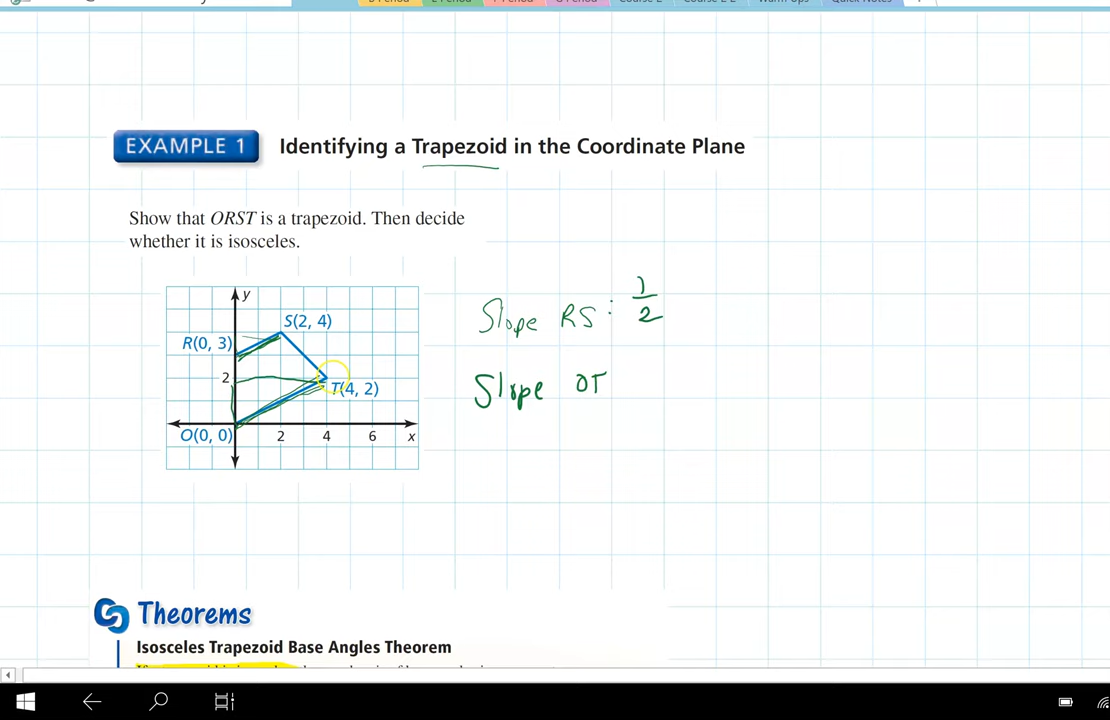 EXAMPLE 1 Identifying a Trapezoid in the Coordinate Plane
Show that ORST is a trapezoid. Then decide
whether it is isosceles.
y
S(2, 4)
R(0, 3)
2
T(4, 2)
O(0, 0)
2 4 6 x
Slope RS: 1/2
Slope OT
Theorems
Isosceles Trapezoid Base Angles Theorem